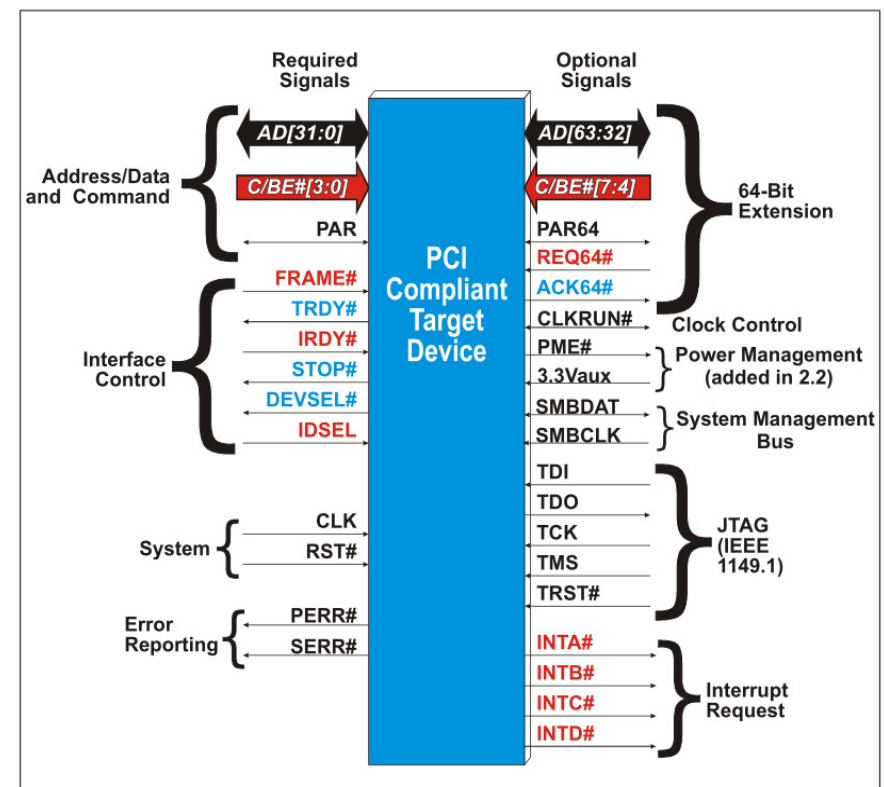 Required
Signals
Optional
Signals
Address/Data
and Command
AD[31:0]
C/BE#[3:0]
PAR
Interface
Control
FRAME#
TRDY#
IRDY#
STOP#
DEVSEL#
IDSEL
System
CLK
RST#
Error
Reporting
PERR#
SERR#
PCI
Compliant
Target
Device
AD[63:32]
C/BE#[7:4]
PAR64
REQ64#
ACK64#
64-Bit
Extension
CLKRUN#
Clock Control
PME#
3.3Vaux
Power Management
(added in 2.2)
SMBDAT
SMBCLK
System Management
Bus
TDI
TDO
TCK
TMS
TRST#
JTAG
(IEEE
1149.1)
INTA#
INTB#
INTC#
INTD#
Interrupt
Request